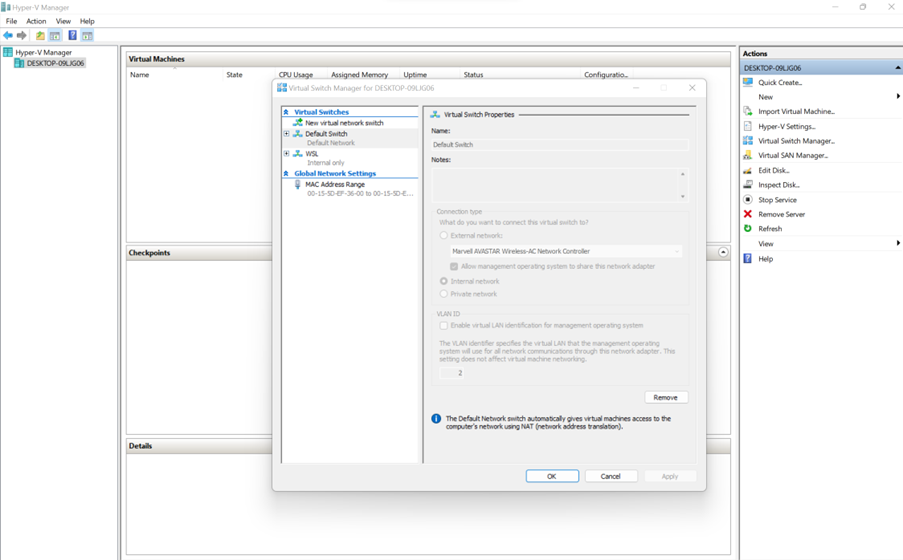 Hyper-V Manager
File Action View Help
Hyper-V Manager
DESKTOP-09LJG06
Virtual Machines
Name State CPU Usage Assigned Memory Uptime Status Configuratio...
Checkpoints
Details
Virtual Switch Manager for DESKTOP-09LJG06
Virtual Switches
New virtual network switch
Default Switch
Default Network
WSL
Internal only
Global Network Settings
MAC Address Range
00-15-5D-EF-36-00 to 00-15-5D-E...
Virtual Switch Properties
Name:
Default Switch
Notes:
Connection type
What do you want to connect this virtual switch to?
External network:
Marvell AVASTAR Wireless-AC Network Controller
Allow management operating system to share this network adapter
Internal network
Private network
VLAN ID
Enable virtual LAN identification for management operating system
The VLAN identifier specifies the virtual LAN that the management operating
system will use for all network communications through this network adapter. This
setting does not affect virtual machine networking.
2
Remove
The Default Network switch automatically gives virtual machines access to the
computer's network using NAT (network address translation).
OK Cancel Apply
Actions
DESKTOP-09LJG06
Quick Create...
New
Import Virtual Machine...
Hyper-V Settings...
Virtual Switch Manager...
Virtual SAN Manager...
Edit Disk...
Inspect Disk...
Stop Service
Remove Server
Refresh
View
Help